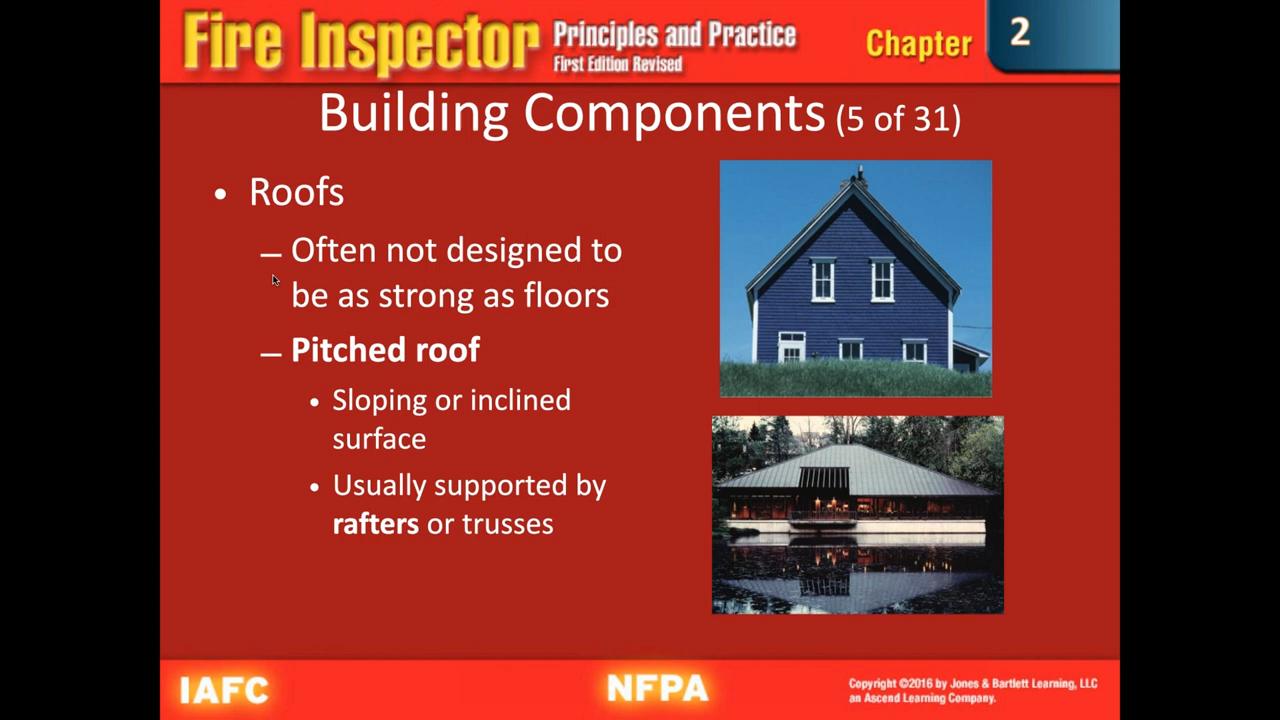 Fire Inspector
Principles and Practice
First Edition Revised
Chapter 2
Building Components (5 of 31)
• Roofs
– Often not designed to
be as strong as floors
– Pitched roof
• Sloping or inclined
surface
• Usually supported by
rafters or trusses
IAFC
NFPA
Copyright ©2016 by Jones & Bartlett Learning, LLC
an Ascend Learning Company.